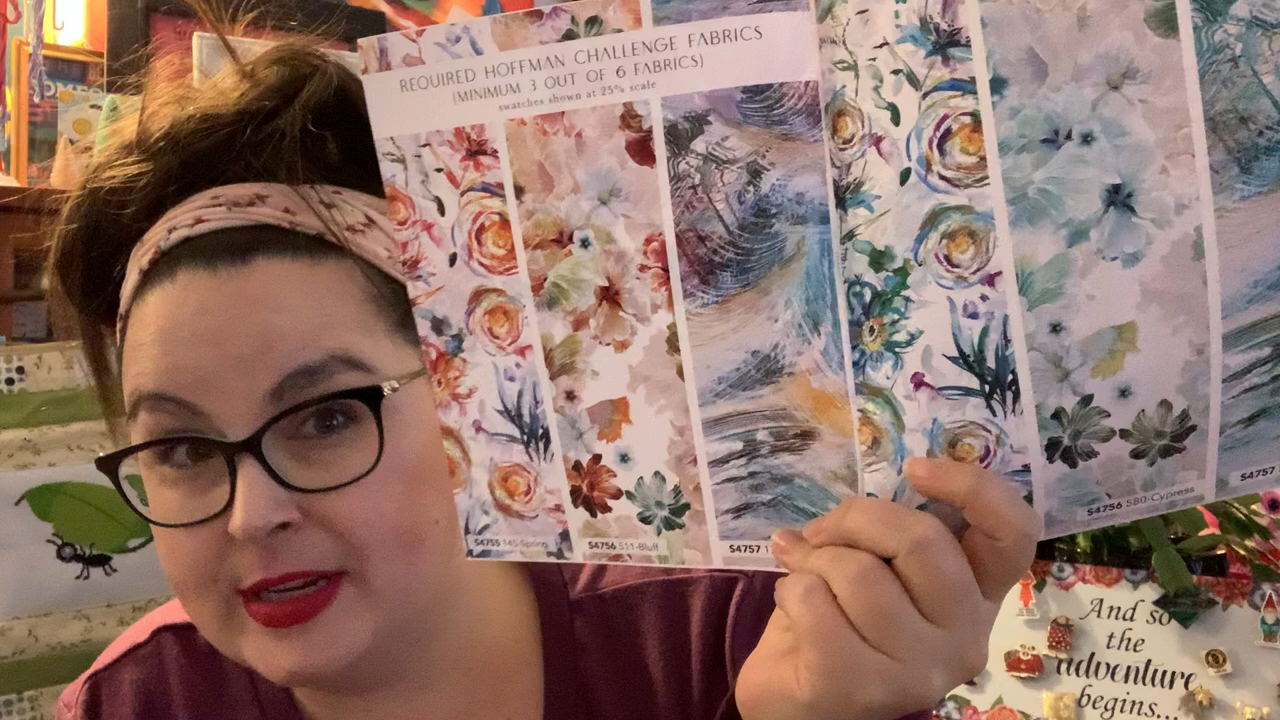 REQUIRED HOFFMAN CHALLENGE FABRICS
(MINIMUM 3 OUT OF 6 FABRICS)
swatches shown at 25% scale
S4755 145-Spring
S4756 511-Bluff
S4757
S4756 580-Cypress
S4757
And so
the
adventure
begins...